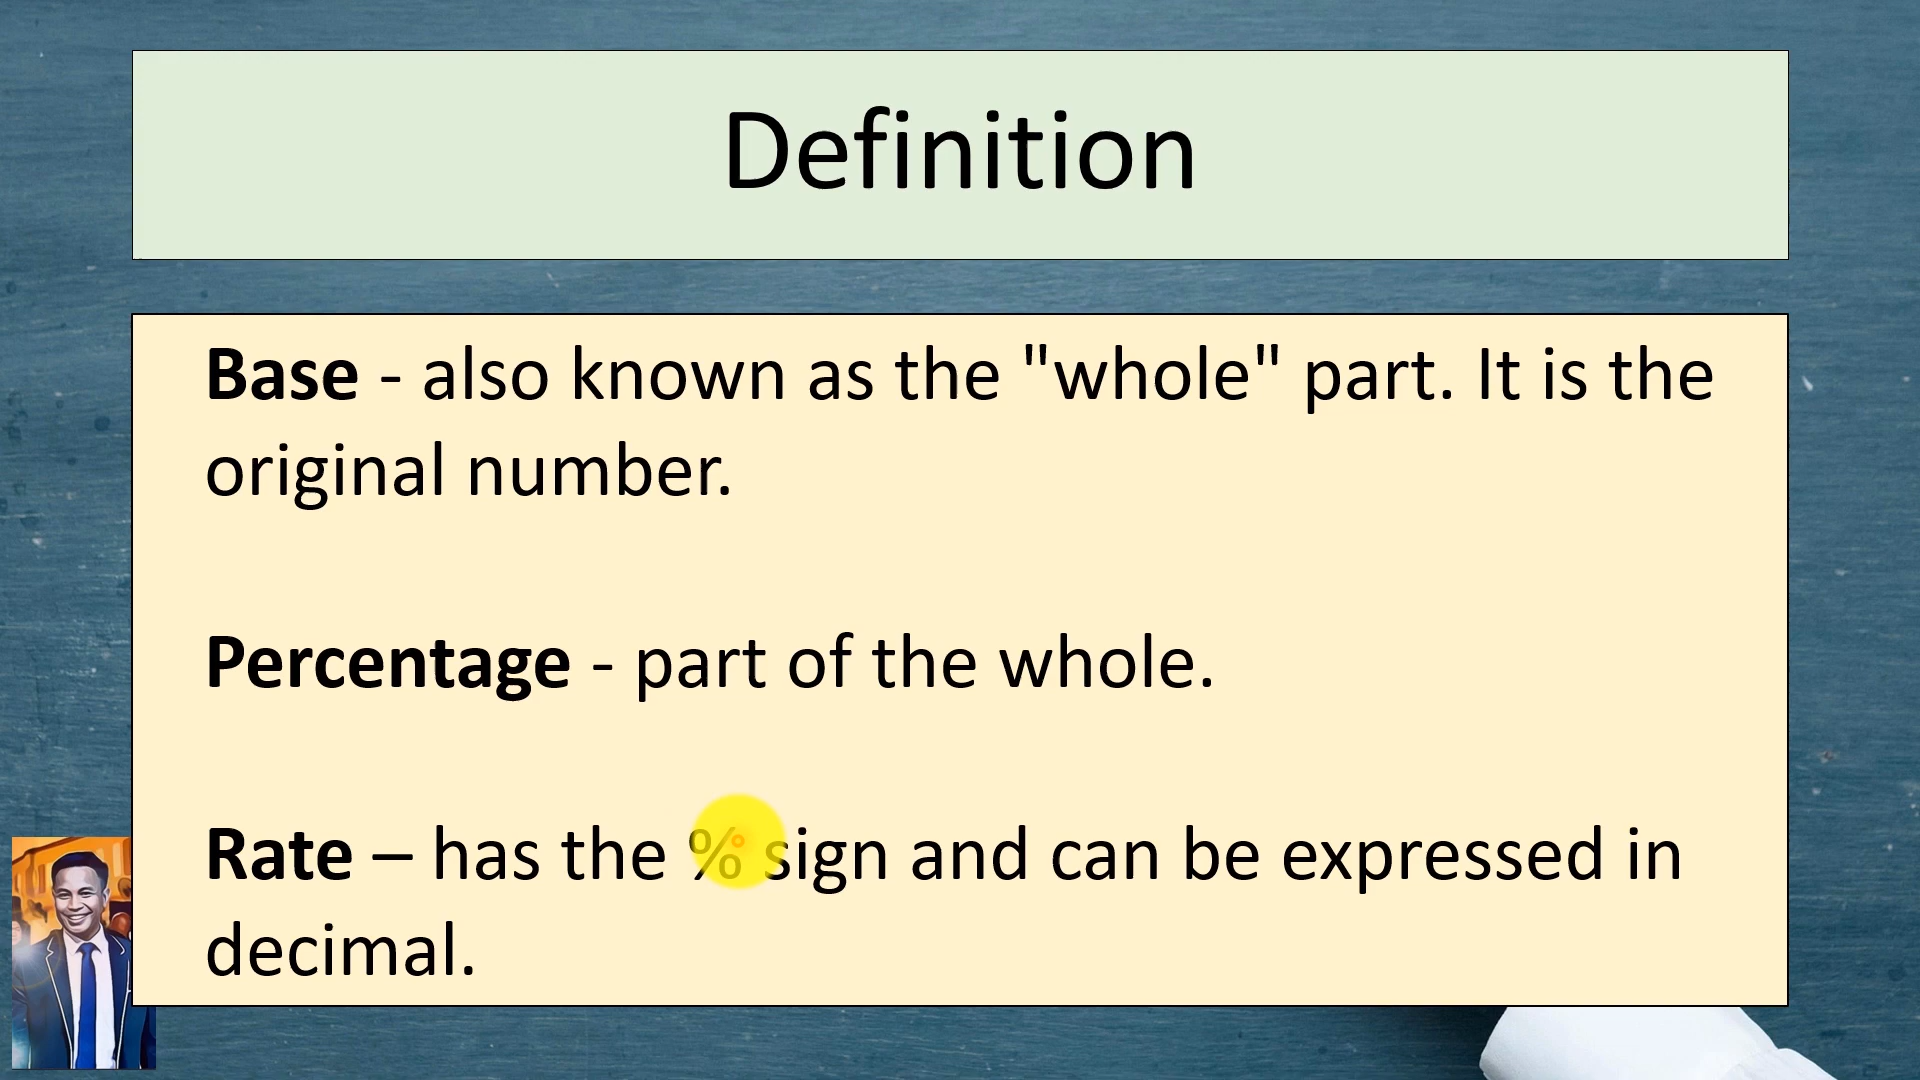 Definition
Base - also known as the "whole" part. It is the
original number.
Percentage - part of the whole.
Rate – has the % sign and can be expressed in
decimal.